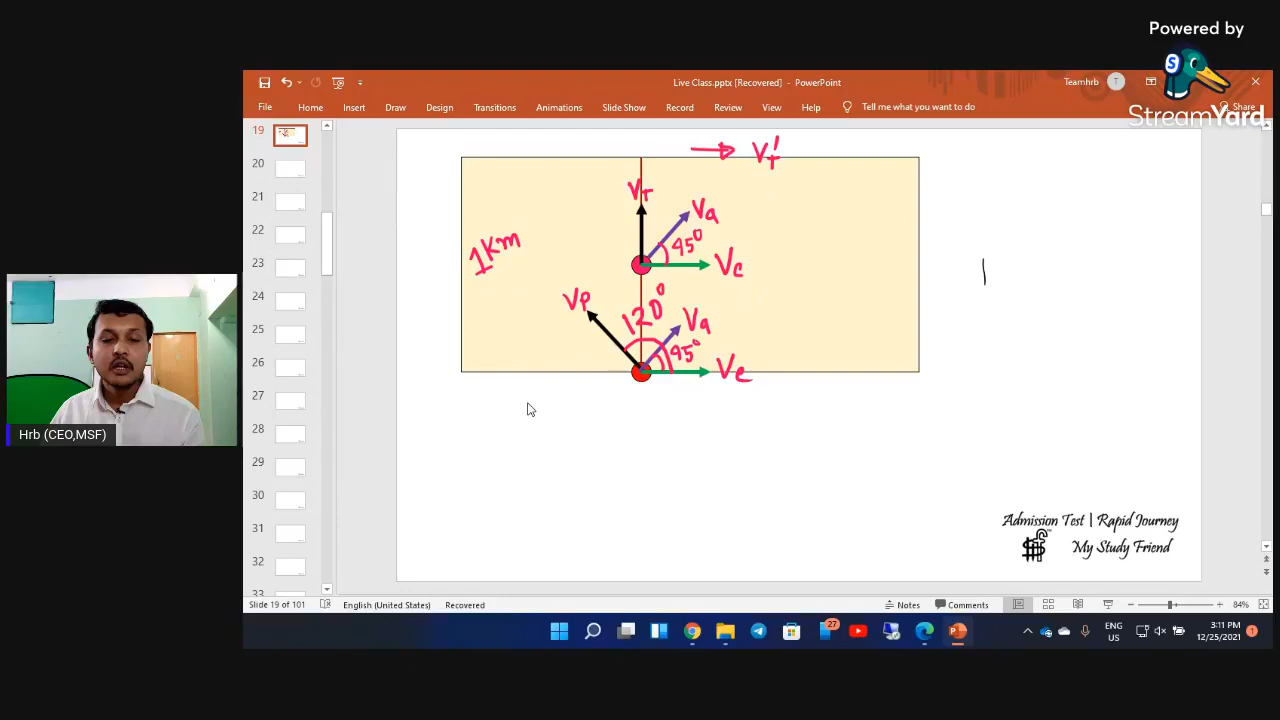 Powered by
StreamYard
Live Class.pptx [Recovered] - PowerPoint
Teamhrb
T
File Home Insert Draw Design Transitions Animations Slide Show Record Review View Help Tell me what you want to do
Share
19
20
21
22
23
24
25
26
27
28
29
30
31
32
33
Vr'
Vr
Va
45°
Vc
1km
Vp
120°
Va
45°
Ve
Hrb (CEO,MSF)
Admission Test | Rapid Journey
My Study Friend
Slide 19 of 101 English (United States) Recovered Notes Comments 84%
27
ENG
US
3:11 PM
12/25/2021
1